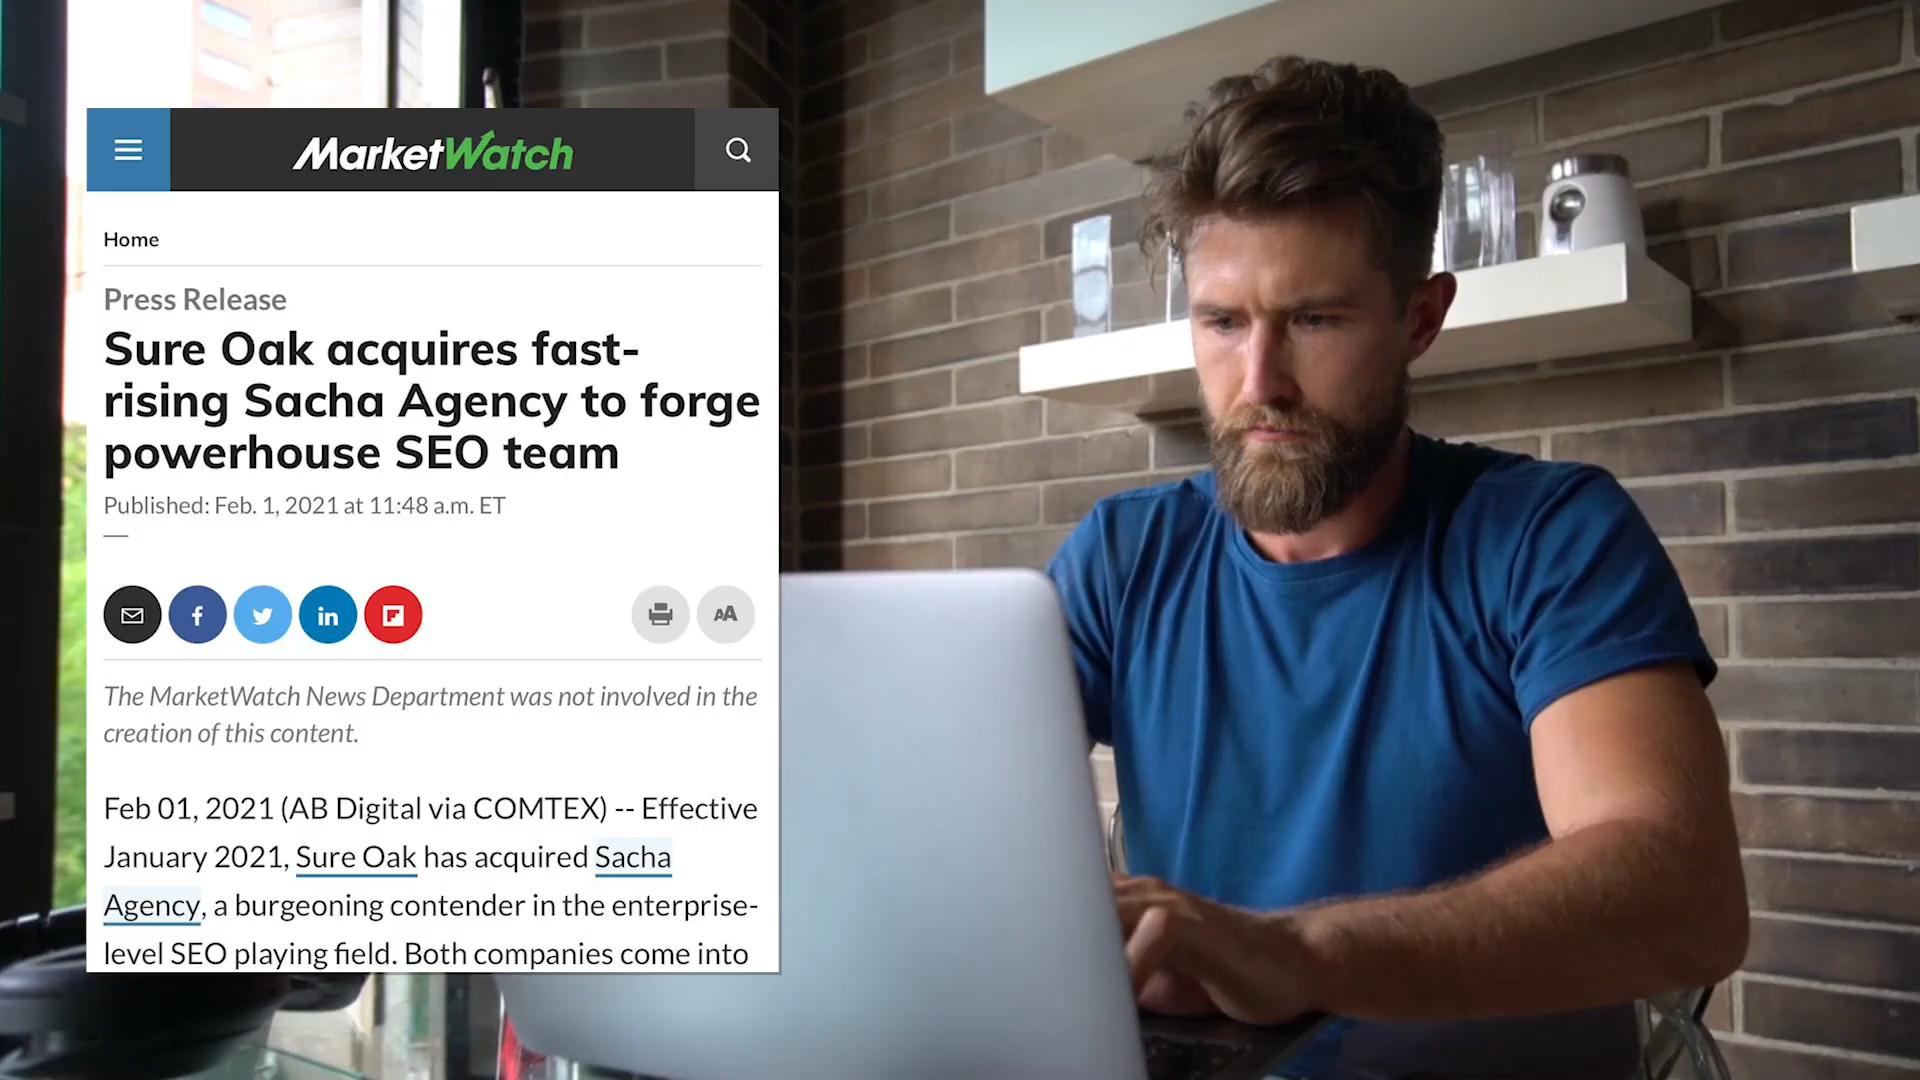 MarketWatch
Home
Press Release
Sure Oak acquires fast-
rising Sacha Agency to forge
powerhouse SEO team
Published: Feb. 1, 2021 at 11:48 a.m. ET
AA
The MarketWatch News Department was not involved in the
creation of this content.
Feb 01, 2021 (AB Digital via COMTEX) -- Effective
January 2021, Sure Oak has acquired Sacha
Agency, a burgeoning contender in the enterprise-
level SEO playing field. Both companies come into